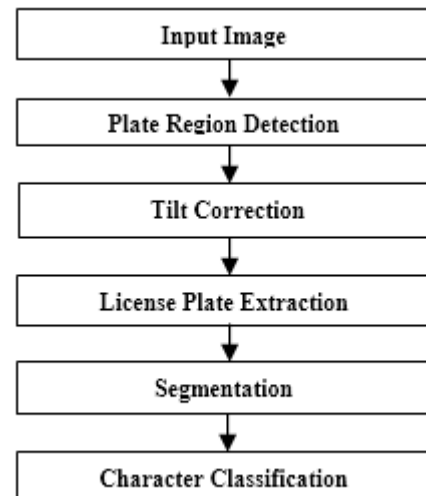 Input Image
Plate Region Detection
Tilt Correction
License Plate Extraction
Segmentation
Character Classification